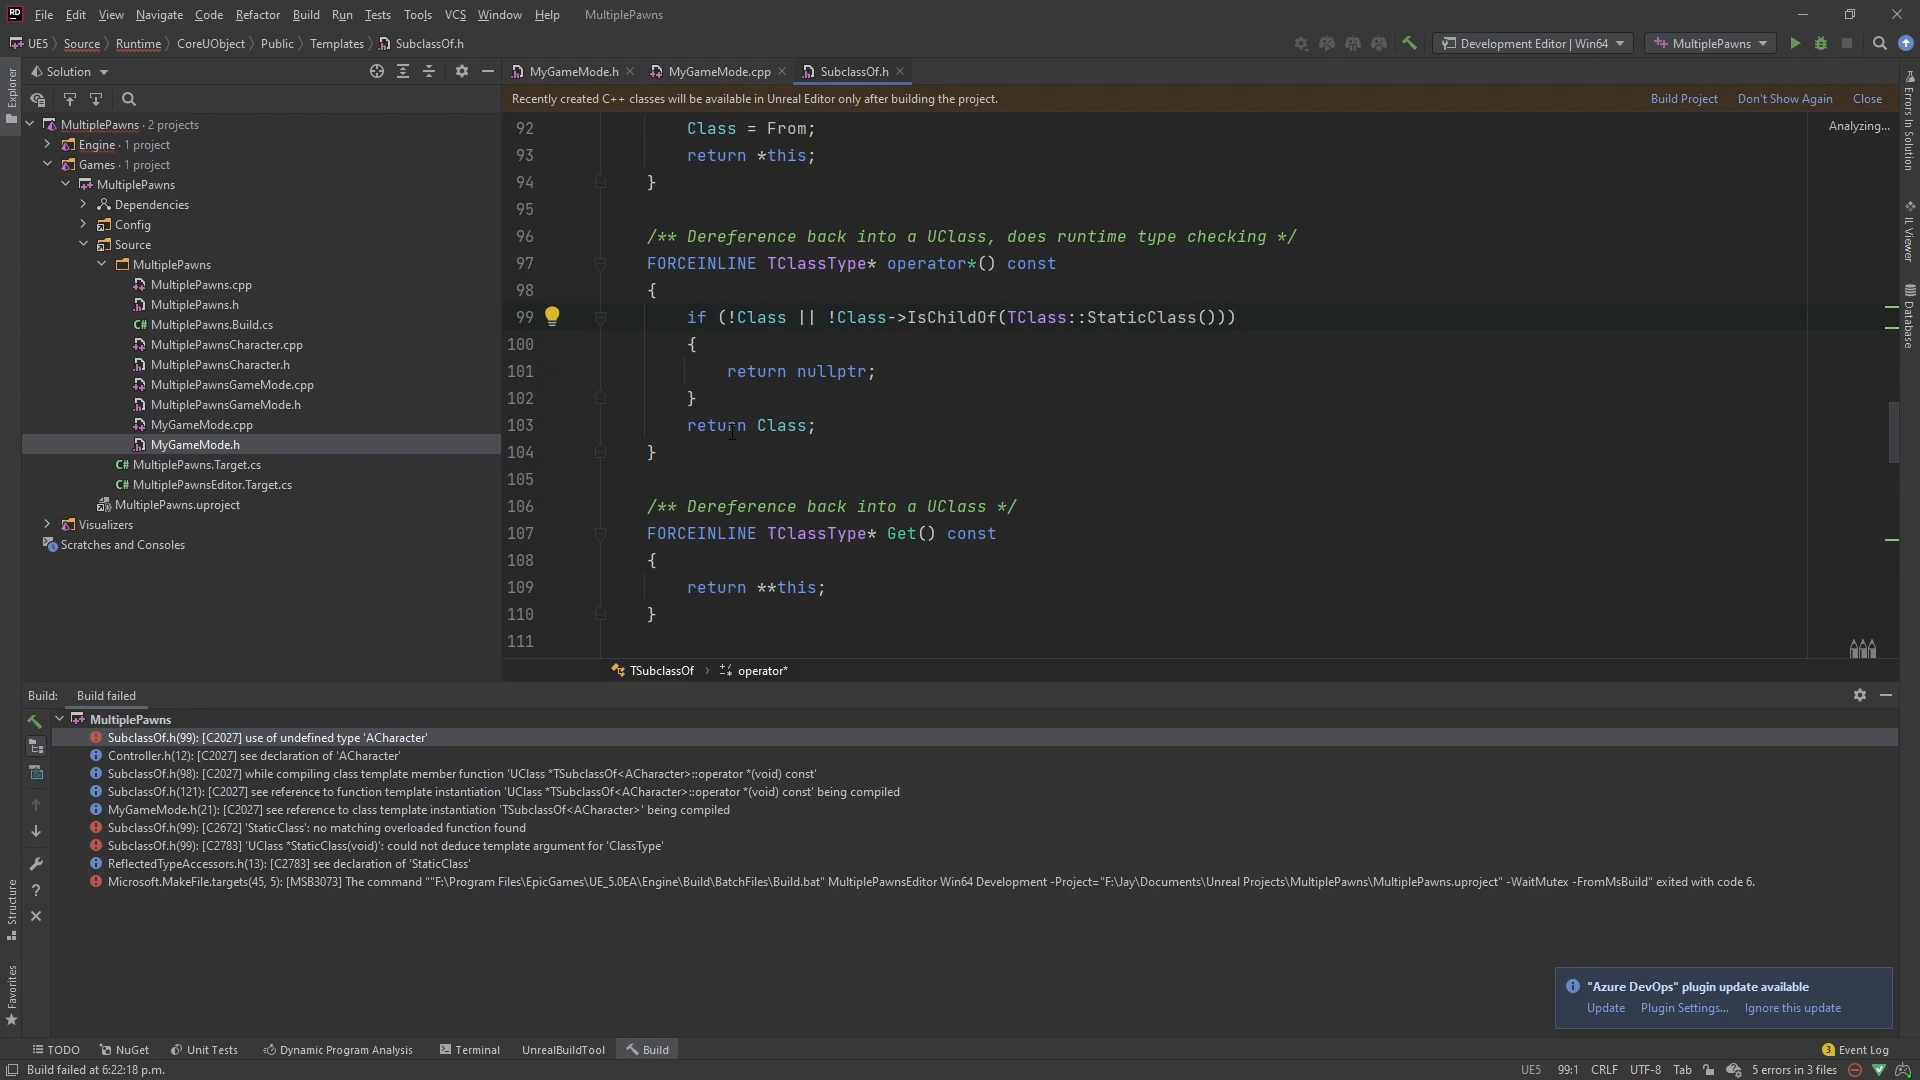 File Edit View Navigate Code Refactor Build Run Tests Tools VCS Window Help MultiplePawns
UE5 Source Runtime CoreUObject Public Templates SubclassOf.h Development Editor | Win64 MultiplePawns
Explorer
Solution
MyGameMode.h MyGameMode.cpp SubclassOf.h
Recently created C++ classes will be available in Unreal Editor only after building the project. Build Project Don't Show Again Close
Analyzing...
MultiplePawns · 2 projects
Engine · 1 project
Games · 1 project
MultiplePawns
Dependencies
Config
Source
MultiplePawns
MultiplePawns.cpp
MultiplePawns.h
C# MultiplePawns.Build.cs
MultiplePawnsCharacter.cpp
MultiplePawnsCharacter.h
MultiplePawnsGameMode.cpp
MultiplePawnsGameMode.h
MyGameMode.cpp
MyGameMode.h
C# MultiplePawns.Target.cs
C# MultiplePawnsEditor.Target.cs
MultiplePawns.uproject
Visualizers
Scratches and Consoles
92 Class = From;
93 return *this;
94 }
95
96 /** Dereference back into a UClass, does runtime type checking */
97 FORCEINLINE TClassType* operator*() const
98 {
99 if (!Class || !Class->IsChildOf(TClass::StaticClass()))
100 {
101 return nullptr;
102 }
103 return Class;
104 }
105
106 /** Dereference back into a UClass */
107 FORCEINLINE TClassType* Get() const
108 {
109 return **this;
110 }
111
TSubclassOf operator*
Errors In Solution
IL Viewer
Database
Build: Build failed
MultiplePawns
SubclassOf.h(99): [C2027] use of undefined type 'ACharacter'
Controller.h(12): [C2027] see declaration of 'ACharacter'
SubclassOf.h(98): [C2027] while compiling class template member function 'UClass *TSubclassOf<ACharacter>::operator *(void) const'
SubclassOf.h(121): [C2027] see reference to function template instantiation 'UClass *TSubclassOf<ACharacter>::operator *(void) const' being compiled
MyGameMode.h(21): [C2027] see reference to class template instantiation 'TSubclassOf<ACharacter>' being compiled
SubclassOf.h(99): [C2672] 'StaticClass': no matching overloaded function found
SubclassOf.h(99): [C2783] 'UClass *StaticClass(void)': could not deduce template argument for 'ClassType'
ReflectedTypeAccessors.h(13): [C2783] see declaration of 'StaticClass'
Microsoft.MakeFile.targets(45, 5): [MSB3073] The command ""F:\Program Files\EpicGames\UE_5.0EA\Engine\Build\BatchFiles\Build.bat" MultiplePawnsEditor Win64 Development -Project="F:\Jay\Documents\Unreal Projects\MultiplePawns\MultiplePawns.uproject" -WaitMutex -FromMsBuild" exited with code 6.
Structure
Favorites
"Azure DevOps" plugin update available
Update Plugin Settings... Ignore this update
TODO NuGet Unit Tests Dynamic Program Analysis Terminal UnrealBuildTool Build 3 Event Log
Build failed at 6:22:18 p.m. UE5 99:1 CRLF UTF-8 Tab 5 errors in 3 files